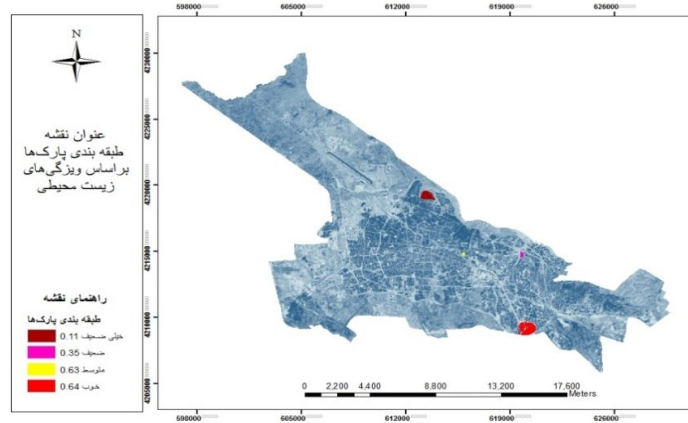 598000 605000 612000 619000 626000
N
عنوان نقشه
طبقه بندی پارک‌ها
براساس ویژگی‌های
زیست محیطی
راهنمای نقشه
طبقه بندی پارک‌ها
خیلی ضعیف 0.11
ضعیف 0.35
متوسط 0.63
خوب 0.64
4230000
4225000
4220000
4215000
4210000
4205000
0 2,200 4,400 8,800 13,200 17,600
Meters
598000 605000 612000 619000 626000